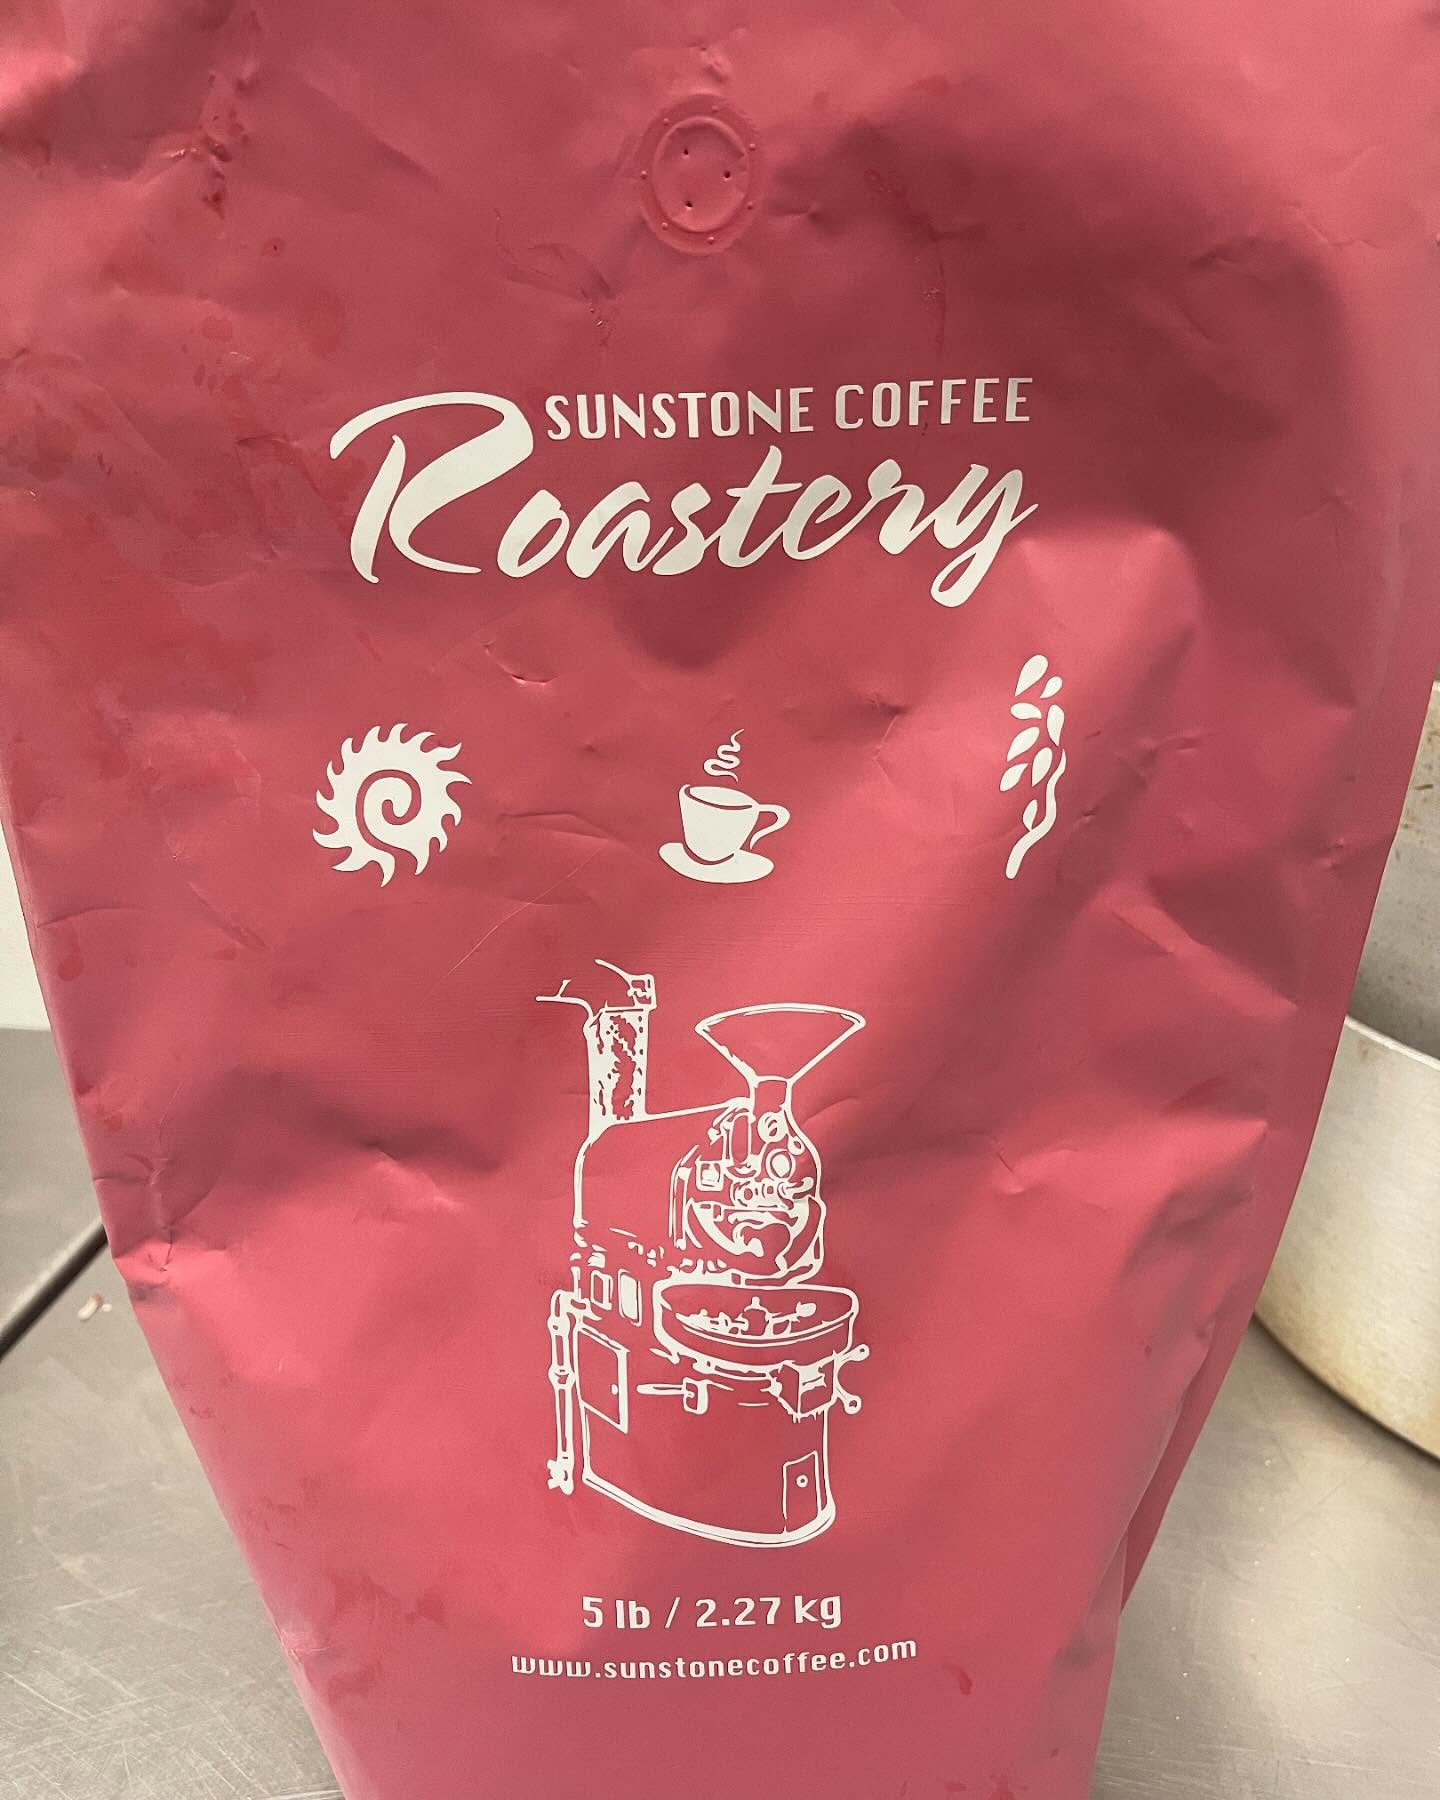 SUNSTONE COFFEE
Roastery
5 lb / 2.27 kg
www.sunstonecoffee.com